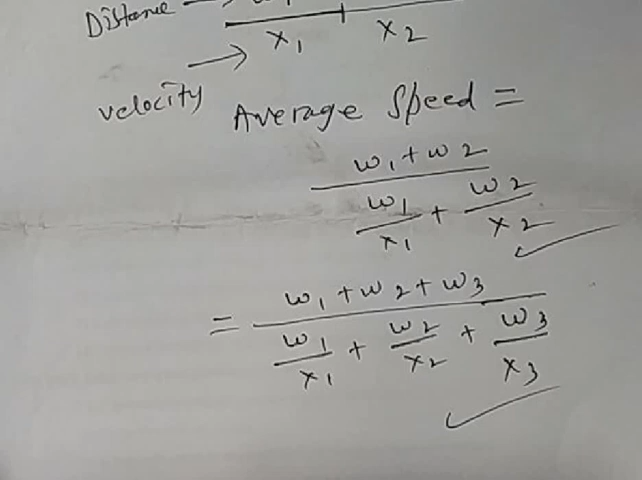 Distance →
x1 x2
→
velocity Average Speed =
w1 + w2
w1/x1 + w2/x2
= w1 + w2 + w3
w1/x1 + w2/x2 + w3/x3